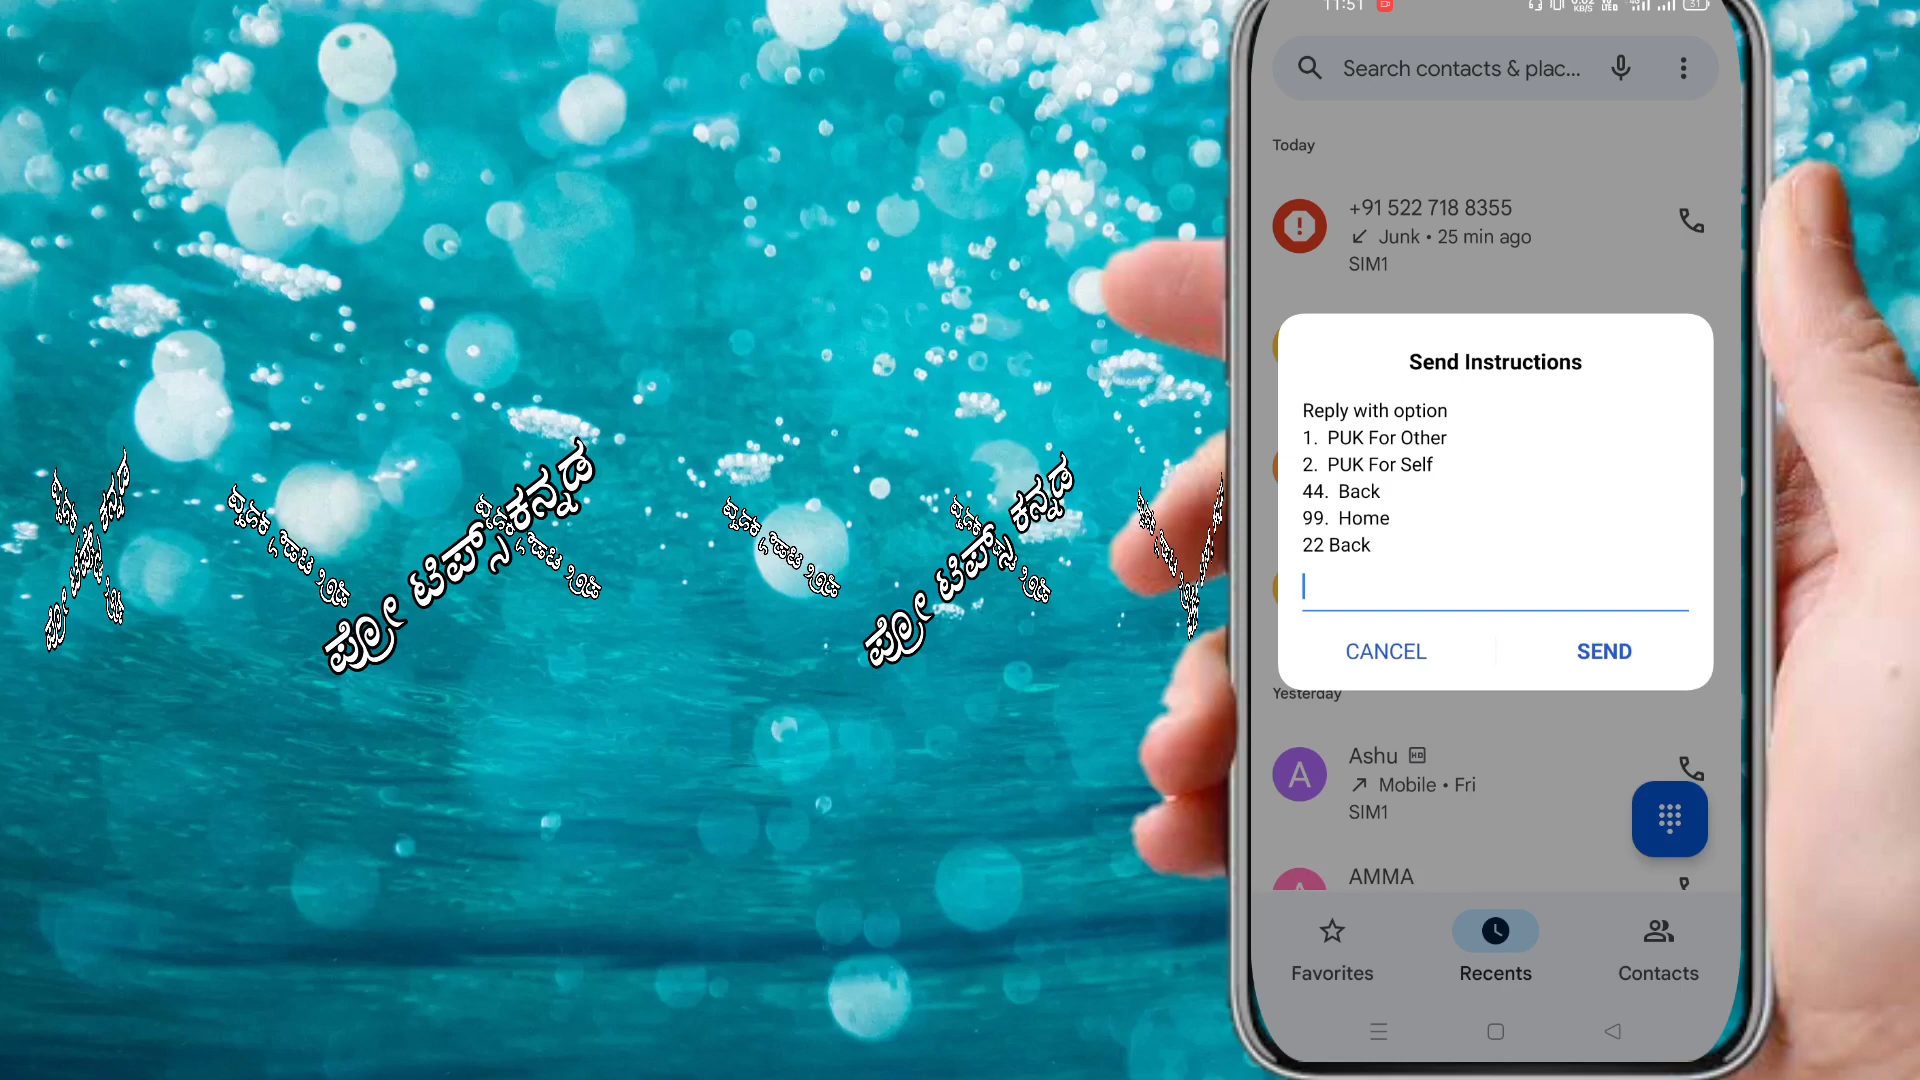 11:51
Search contacts & plac...
Today
+91 522 718 8355
Junk • 25 min ago
SIM1
Send Instructions
Reply with option
1. PUK For Other
2. PUK For Self
44. Back
99. Home
22 Back
CANCEL
SEND
Yesterday
Ashu
A
Mobile • Fri
SIM1
AMMA
Favorites
Recents
Contacts
ಪ್ರೋ ಟಿಪ್ಸ್ ಕನ್ನಡ
ಪ್ರೋ ಟಿಪ್ಸ್ ಕನ್ನಡ
ಪ್ರೋ ಟಿಪ್ಸ್ ಕನ್ನಡ